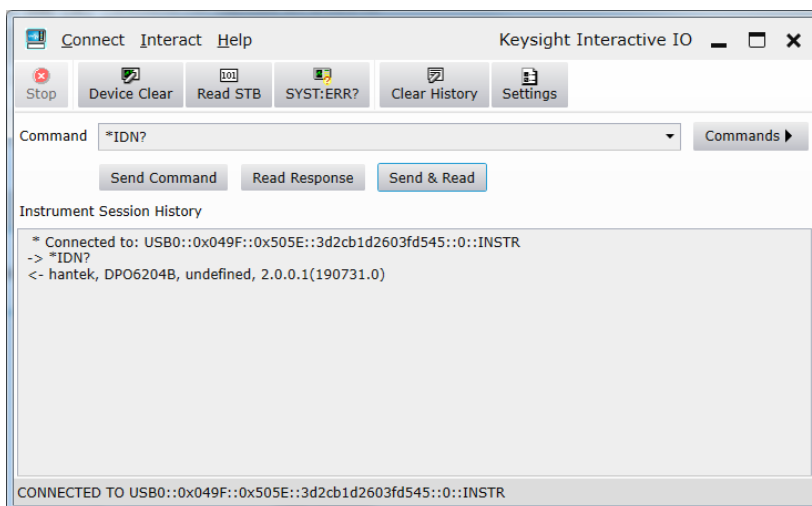 Connect Interact Help Keysight Interactive IO
Stop Device Clear Read STB SYST:ERR? Clear History Settings
Command *IDN? Commands
Send Command Read Response Send & Read
Instrument Session History
* Connected to: USB0::0x049F::0x505E::3d2cb1d2603fd545::0::INSTR
-> *IDN?
<- hantek, DPO6204B, undefined, 2.0.0.1(190731.0)
CONNECTED TO USB0::0x049F::0x505E::3d2cb1d2603fd545::0::INSTR